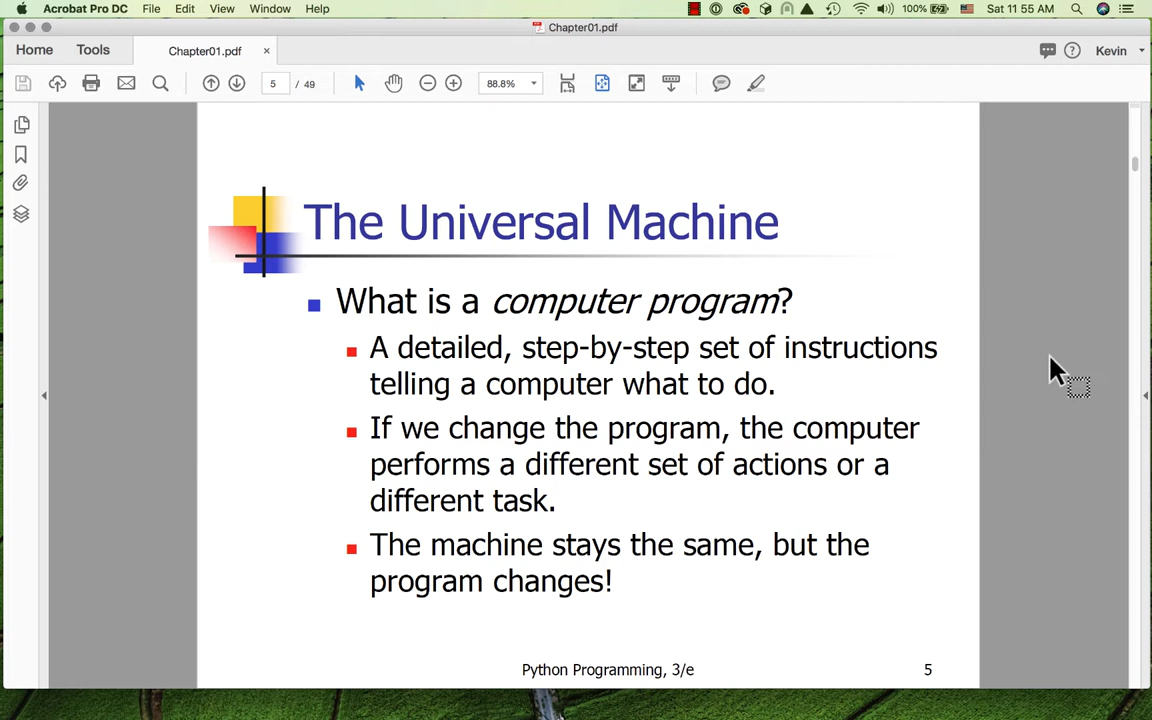 Acrobat Pro DC File Edit View Window Help 100% Sat 11 55 AM
Chapter01.pdf
Home Tools Chapter01.pdf × ? Kevin
5 / 49 88.8%
The Universal Machine
What is a computer program?
A detailed, step-by-step set of instructions
telling a computer what to do.
If we change the program, the computer
performs a different set of actions or a
different task.
The machine stays the same, but the
program changes!
Python Programming, 3/e 5